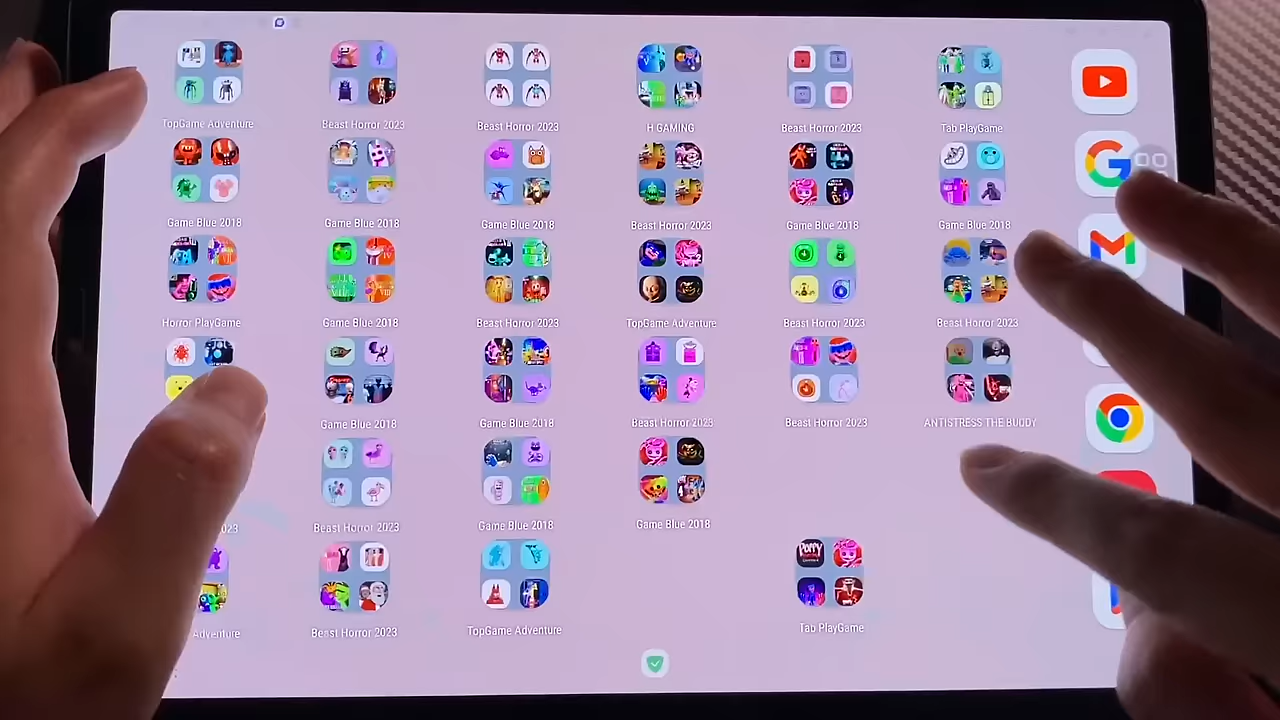 TopGame Adventure
Beast Horror 2023
Beast Horror 2023
H GAMING
Beast Horror 2023
Tab PlayGame
Game Blue 2018
Game Blue 2018
Game Blue 2018
Beast Horror 2023
Game Blue 2018
Game Blue 2018
Horror PlayGame
Game Blue 2018
Beast Horror 2023
TopGame Adventure
Beast Horror 2023
Beast Horror 2023
Game Blue 2018
Game Blue 2018
Beast Horror 2023
Beast Horror 2023
ANTISTRESS THE BUDDY
023
Beast Horror 2023
Game Blue 2018
Game Blue 2018
Adventure
Beast Horror 2023
TopGame Adventure
POPPY
Tab PlayGame